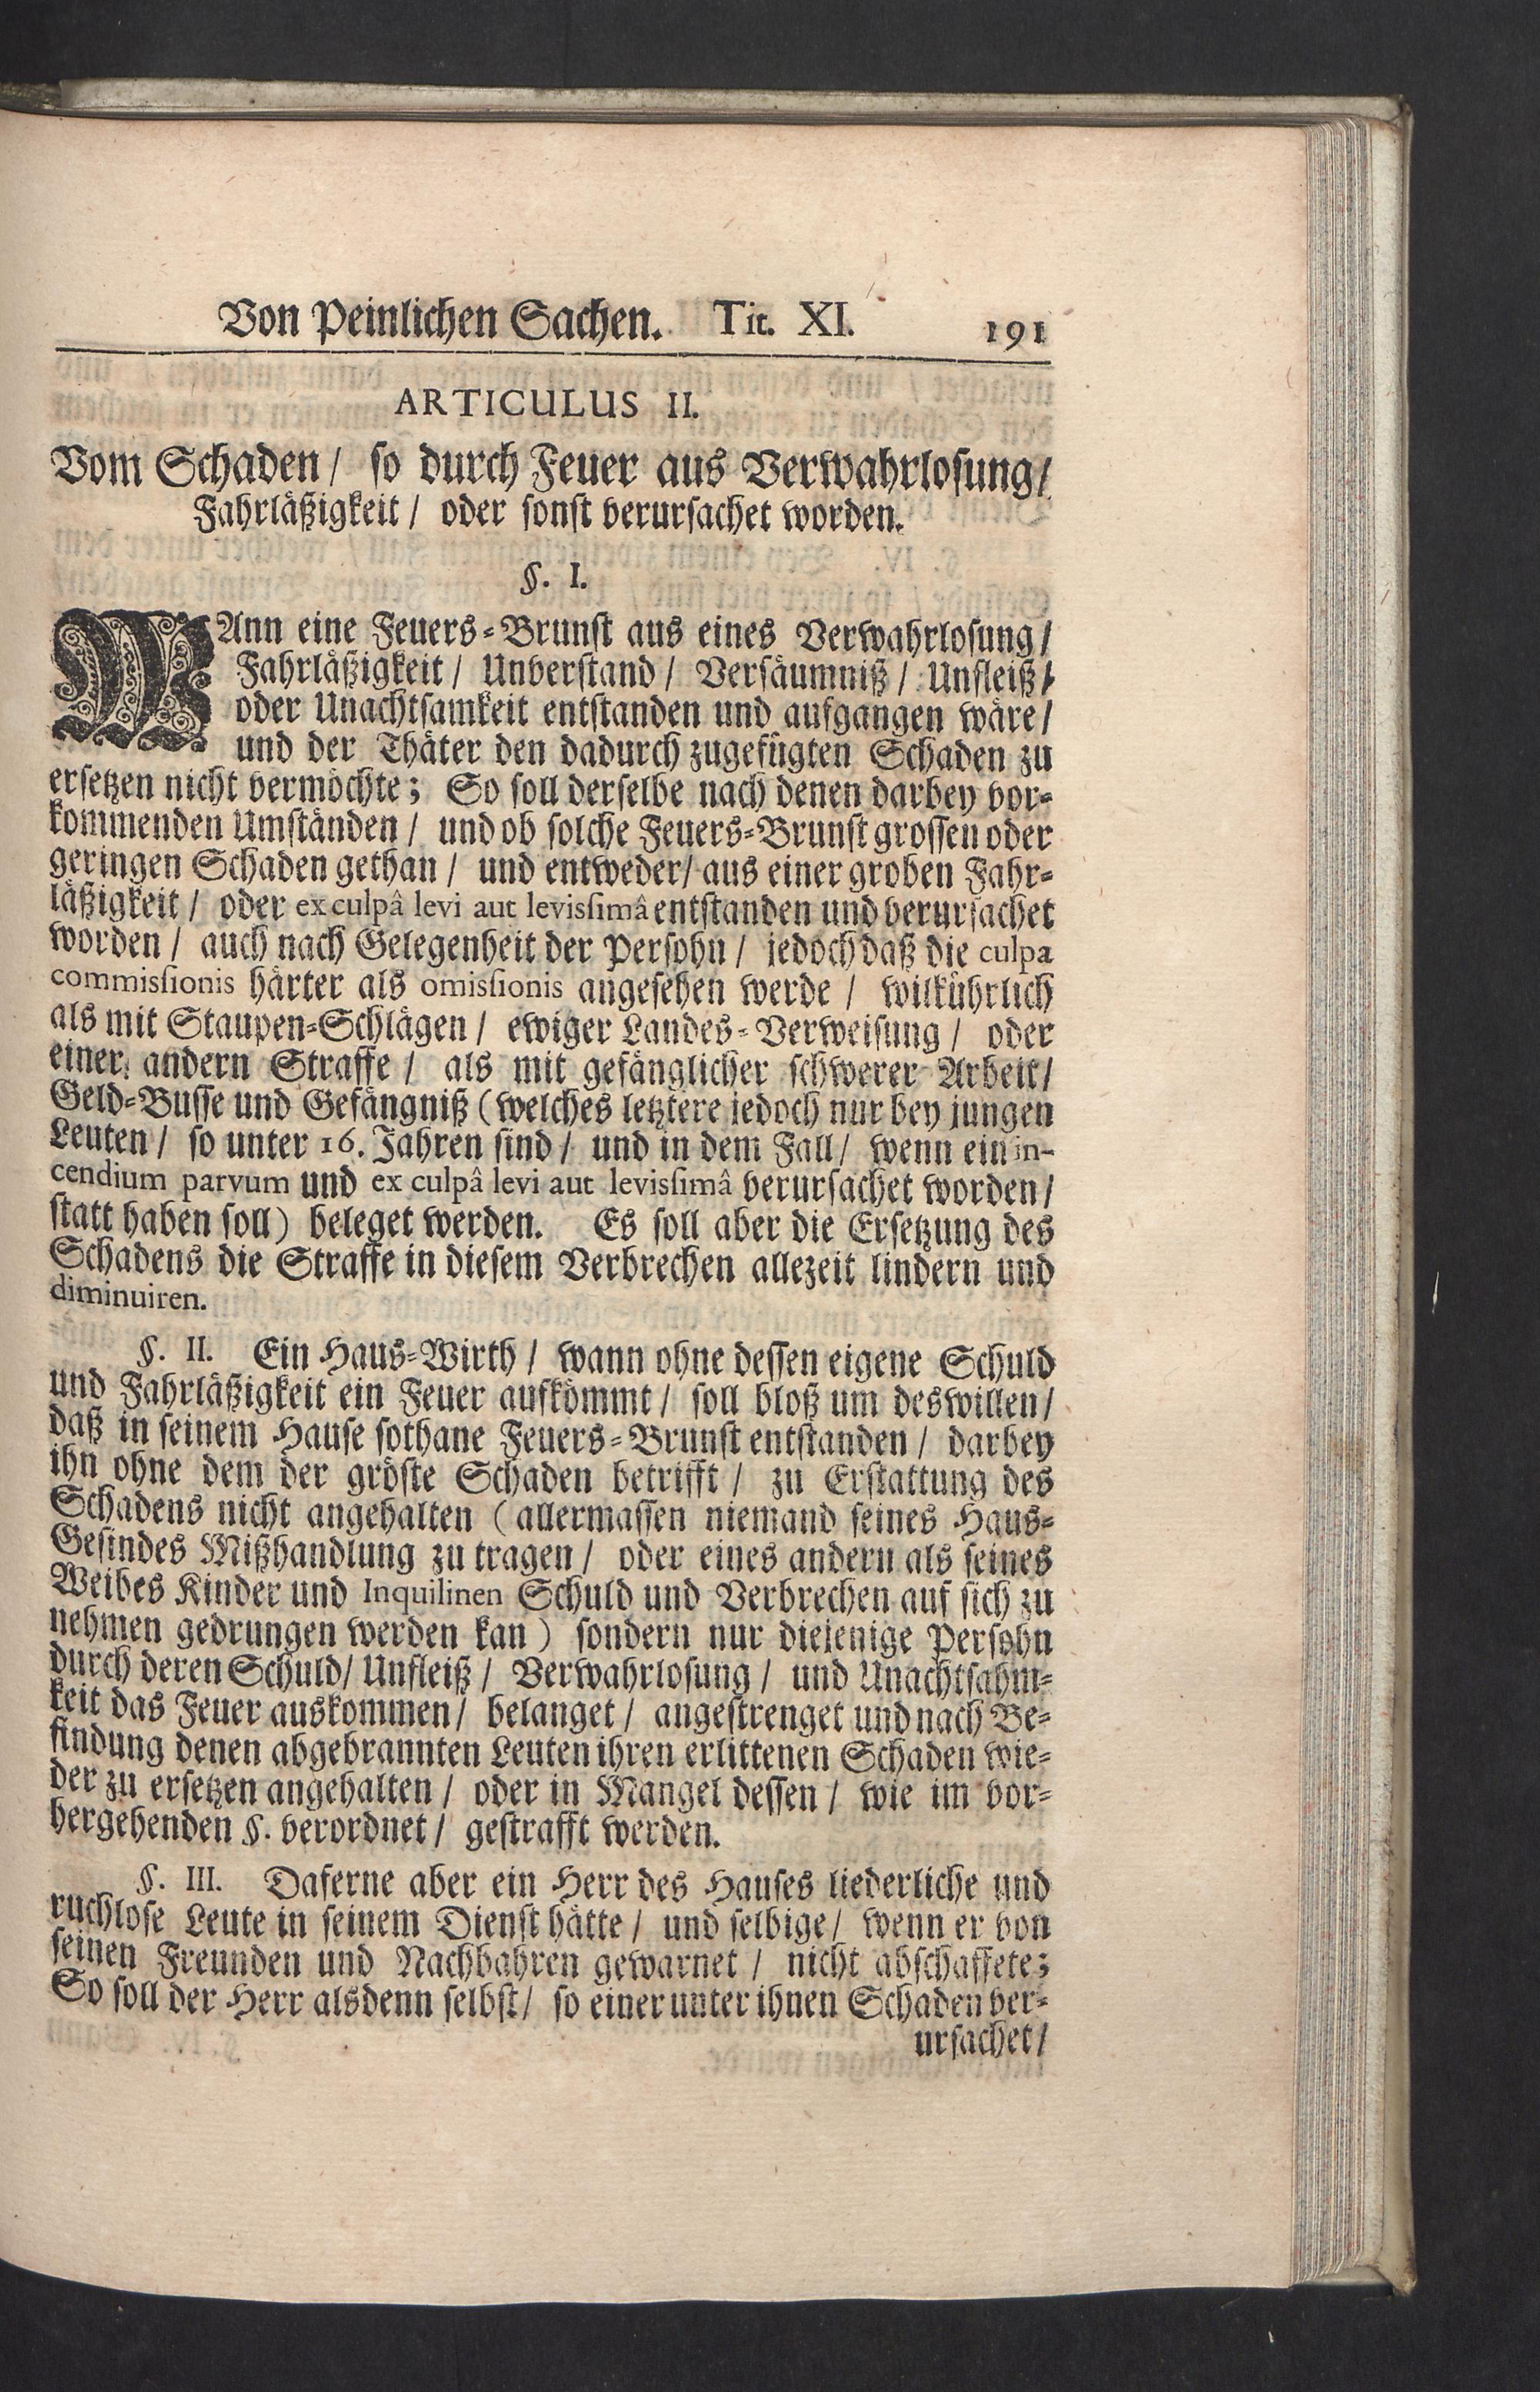 Von Peinlichen Sachen. Tit. XI. 191
ARTICULUS II.
Vom Schaden / so durch Feuer aus Verwahrlosung /
Fahrläßigkeit / oder sonst verursachet worden.
§. I.
WAnn eine Feuers-Brunst aus eines Verwahrlosung /
Fahrläßigkeit / Unverstand / Versäumniß / Unfleiß /
oder Unachtsamkeit entstanden und aufgangen wäre /
und der Thäter den dadurch zugefügten Schaden zu
ersetzen nicht vermöchte; So soll derselbe nach denen darbey vor-
kommenden Umständen / und ob solche Feuers-Brunst grossen oder
geringen Schaden gethan / und entweder / aus einer groben Fahr-
läßigkeit / oder ex culpâ levi aut levissimâ entstanden und verursachet
worden / auch nach Gelegenheit der Persohn / jedoch daß die culpa
commissionis härter als omissionis angesehen werde / wilkührlich
als mit Staupen-Schlägen / ewiger Landes-Verweisung / oder
einer andern Straffe / als mit gefänglicher schwerer Arbeit /
Geld-Busse und Gefängniß (welches letztere jedoch nur bey jungen
Leuten / so unter 16. Jahren sind / und in dem Fall / wenn ein in-
cendium parvum und ex culpâ levi aut levissimâ verursachet worden /
statt haben soll) beleget werden. Es soll aber die Ersetzung des
Schadens die Straffe in diesem Verbrechen allezeit lindern und
diminuiren.
§. II. Ein Haus-Wirth / wann ohne dessen eigene Schuld
und Fahrläßigkeit ein Feuer aufkömmt / soll bloß um deswillen /
daß in seinem Hause sothane Feuers-Brunst entstanden / darbey
ihn ohne dem der gröste Schaden betrifft / zu Erstattung des
Schadens nicht angehalten (allermassen niemand seines Haus-
Gesindes Mißhandlung zu tragen / oder eines andern als seines
Weibes Kinder und Inquilinen Schuld und Verbrechen auf sich zu
nehmen gedrungen werden kan) sondern nur diejenige Persohn
durch deren Schuld / Unfleiß / Verwahrlosung / und Unachtsahm-
keit das Feuer auskommen / belanget / angestrenget und nach Be-
findung denen abgebrannten Leuten ihren erlittenen Schaden wie-
der zu ersetzen angehalten / oder in Mangel dessen / wie im vor-
hergehenden §. verordnet / gestrafft werden.
§. III. Daferne aber ein Herr des Hauses liederliche und
ruchlose Leute in seinem Dienst hätte / und selbige / wenn er von
seinen Freunden und Nachbahren gewarnet / nicht abschaffete;
So soll der Herr alsdenn selbst / so einer unter ihnen Schaden ver-
ursachet /